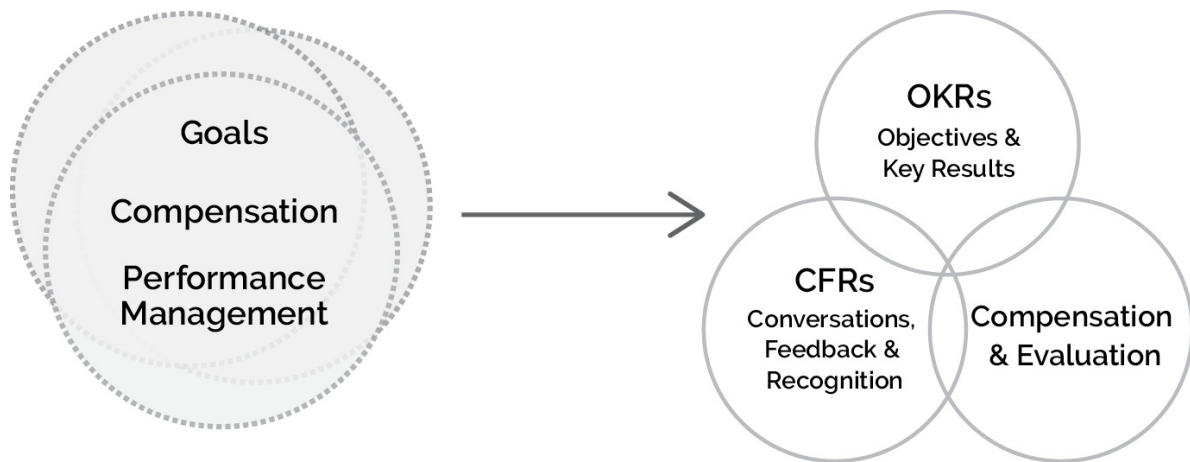 Goals
Compensation
Performance
Management
OKRs
Objectives &
Key Results
CFRs
Conversations,
Feedback &
Recognition
Compensation
& Evaluation